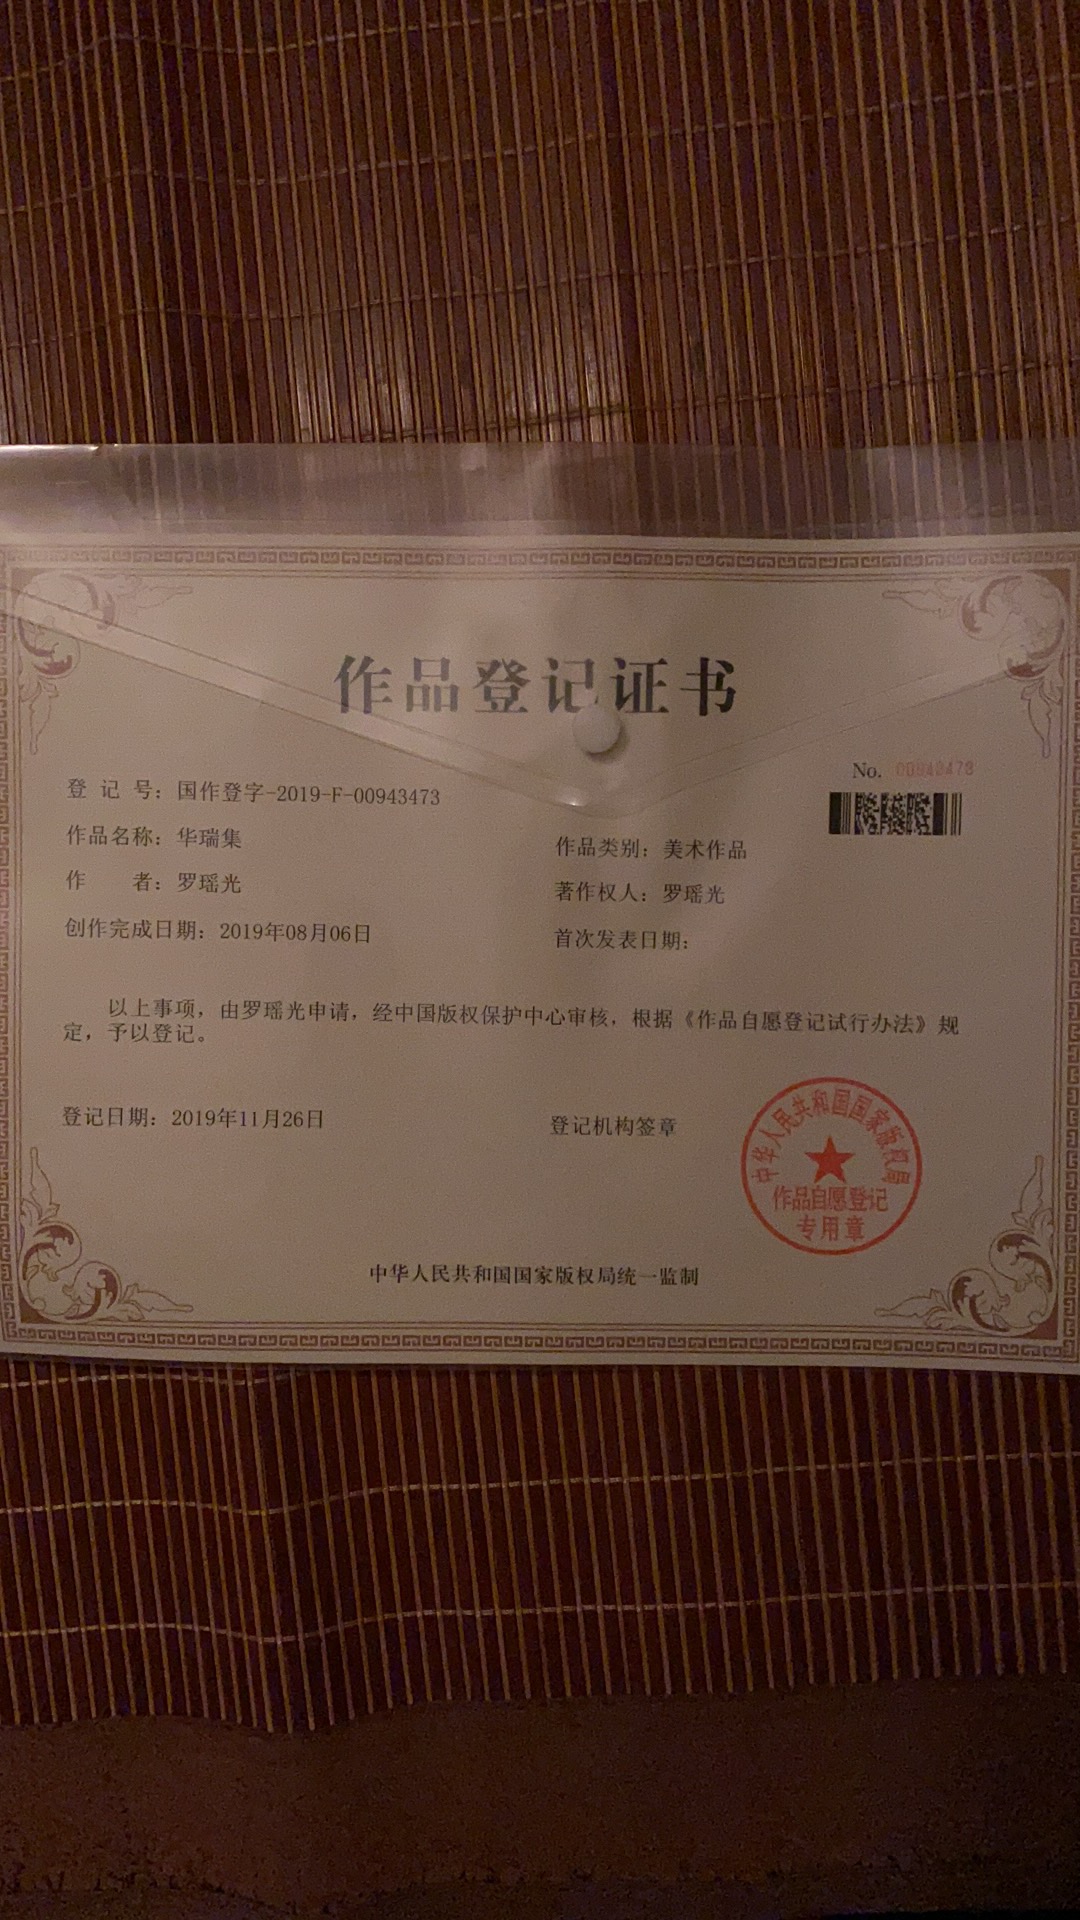 作品登记证书
No. 00943473
登 记 号：国作登字-2019-F-00943473
作品名称：华瑞集
作品类别：美术作品
作 者：罗瑶光
著作权人：罗瑶光
创作完成日期：2019年08月06日
首次发表日期：
以上事项，由罗瑶光申请，经中国版权保护中心审核，根据《作品自愿登记试行办法》规
定，予以登记。
登记日期：2019年11月26日
登记机构签章
中华人民共和国国家版权局
作品自愿登记
专用章
中华人民共和国国家版权局统一监制